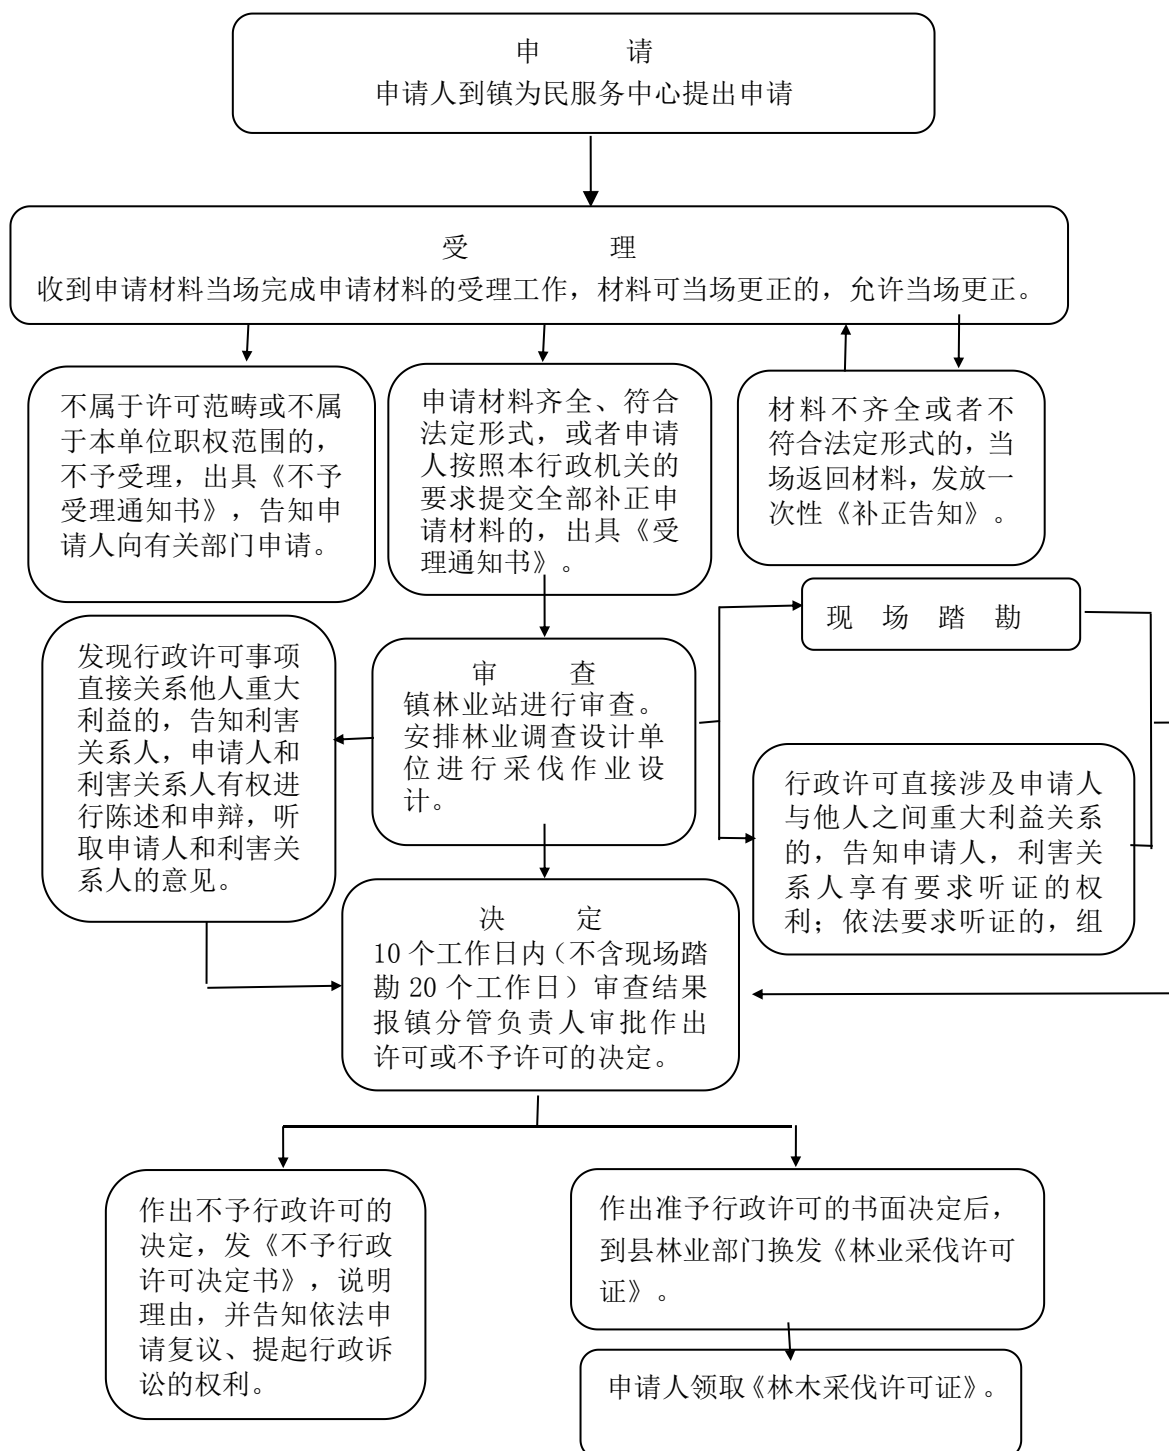 申 请
申请人到镇为民服务中心提出申请
受 理
收到申请材料当场完成申请材料的受理工作，材料可当场更正的，允许当场更正。
不属于许可范畴或不属
于本单位职权范围的，
不予受理，出具《不予
受理通知书》，告知申
请人向有关部门申请。
申请材料齐全、符合
法定形式，或者申请
人按照本行政机关的
要求提交全部补正申
请材料的，出具《受
理通知书》。
材料不齐全或者不
符合法定形式的，当
场返回材料，发放一
次性《补正告知》。
现 场 踏 勘
发现行政许可事项
直接关系他人重大
利益的，告知利害
关系人，申请人和
利害关系人有权进
行陈述和申辩，听
取申请人和利害关
系人的意见。
审 查
镇林业站进行审查。
安排林业调查设计单
位进行采伐作业设
计。
行政许可直接涉及申请人
与他人之间重大利益关系
的，告知申请人，利害关
系人享有要求听证的权
利；依法要求听证的，组
决 定
10 个工作日内（不含现场踏
勘 20 个工作日）审查结果
报镇分管负责人审批作出
许可或不予许可的决定。
作出不予行政许可的
决定，发《不予行政
许可决定书》，说明
理由，并告知依法申
请复议、提起行政诉
讼的权利。
作出准予行政许可的书面决定后，
到县林业部门换发《林业采伐许可
证》。
申请人领取《林木采伐许可证》。